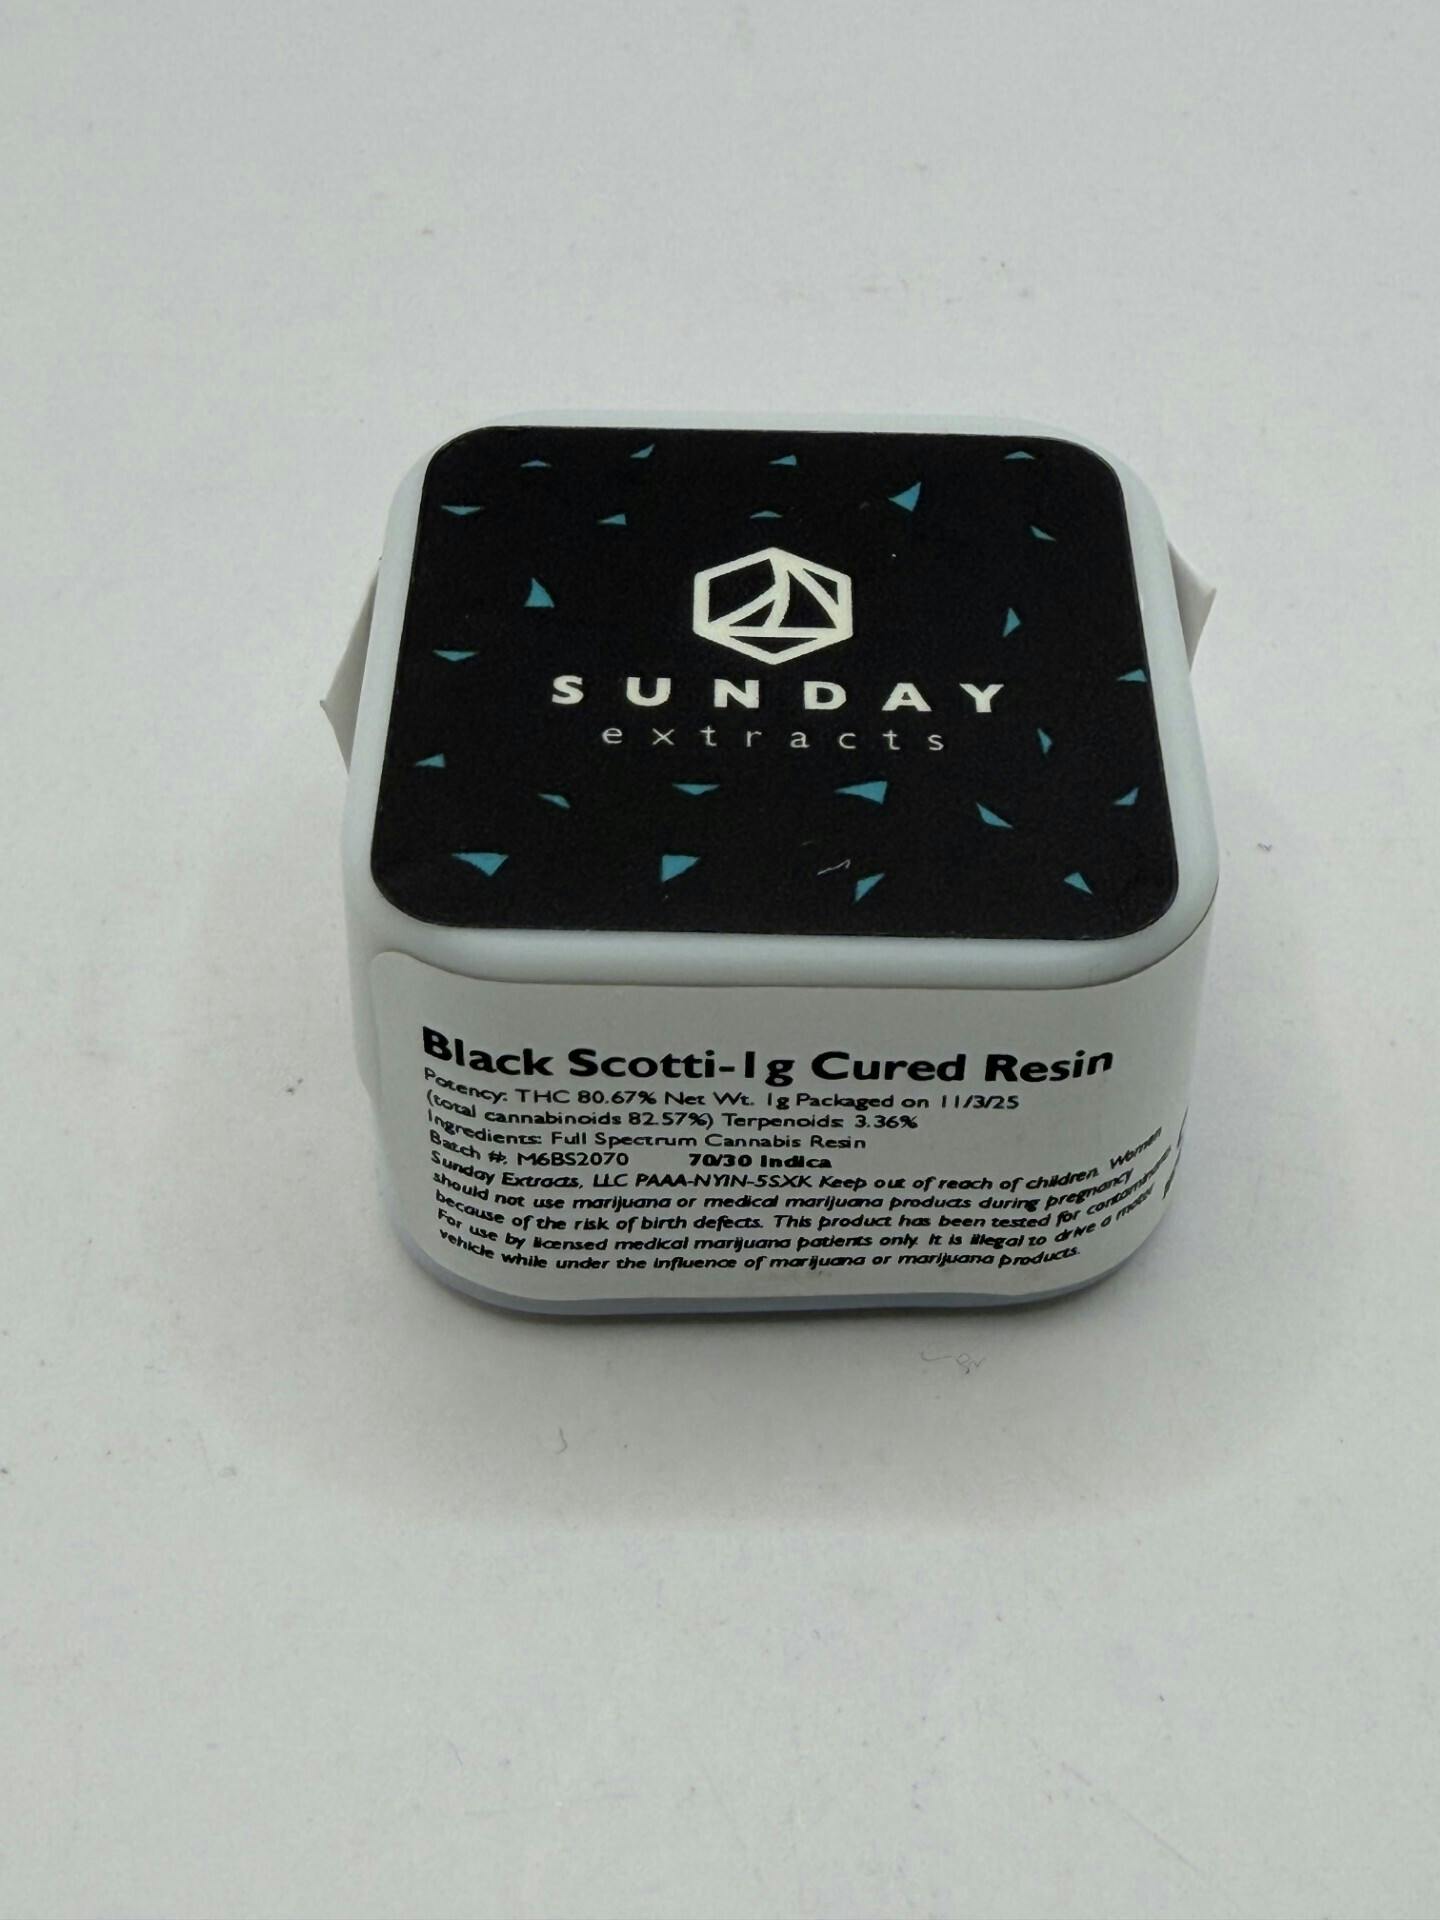 SUNDAY
extracts
Black Scotti-1g Cured Resin
Potency: THC 80.67% Net Wt. 1g Packaged on 11/3/25
(total cannabinoids 82.57%) Terpenoids: 3.36%
Ingredients: Full Spectrum Cannabis Resin
Batch #: M6BS2070 70/30 Indica
Sunday Extracts, LLC PAAA-NYIN-5SXK Keep out of reach of children. Women
should not use marijuana or medical marijuana products during pregnancy
because of the risk of birth defects. This product has been tested for contaminants.
For use by licensed medical marijuana patients only. It is illegal to drive a motor
vehicle while under the influence of marijuana or marijuana products.